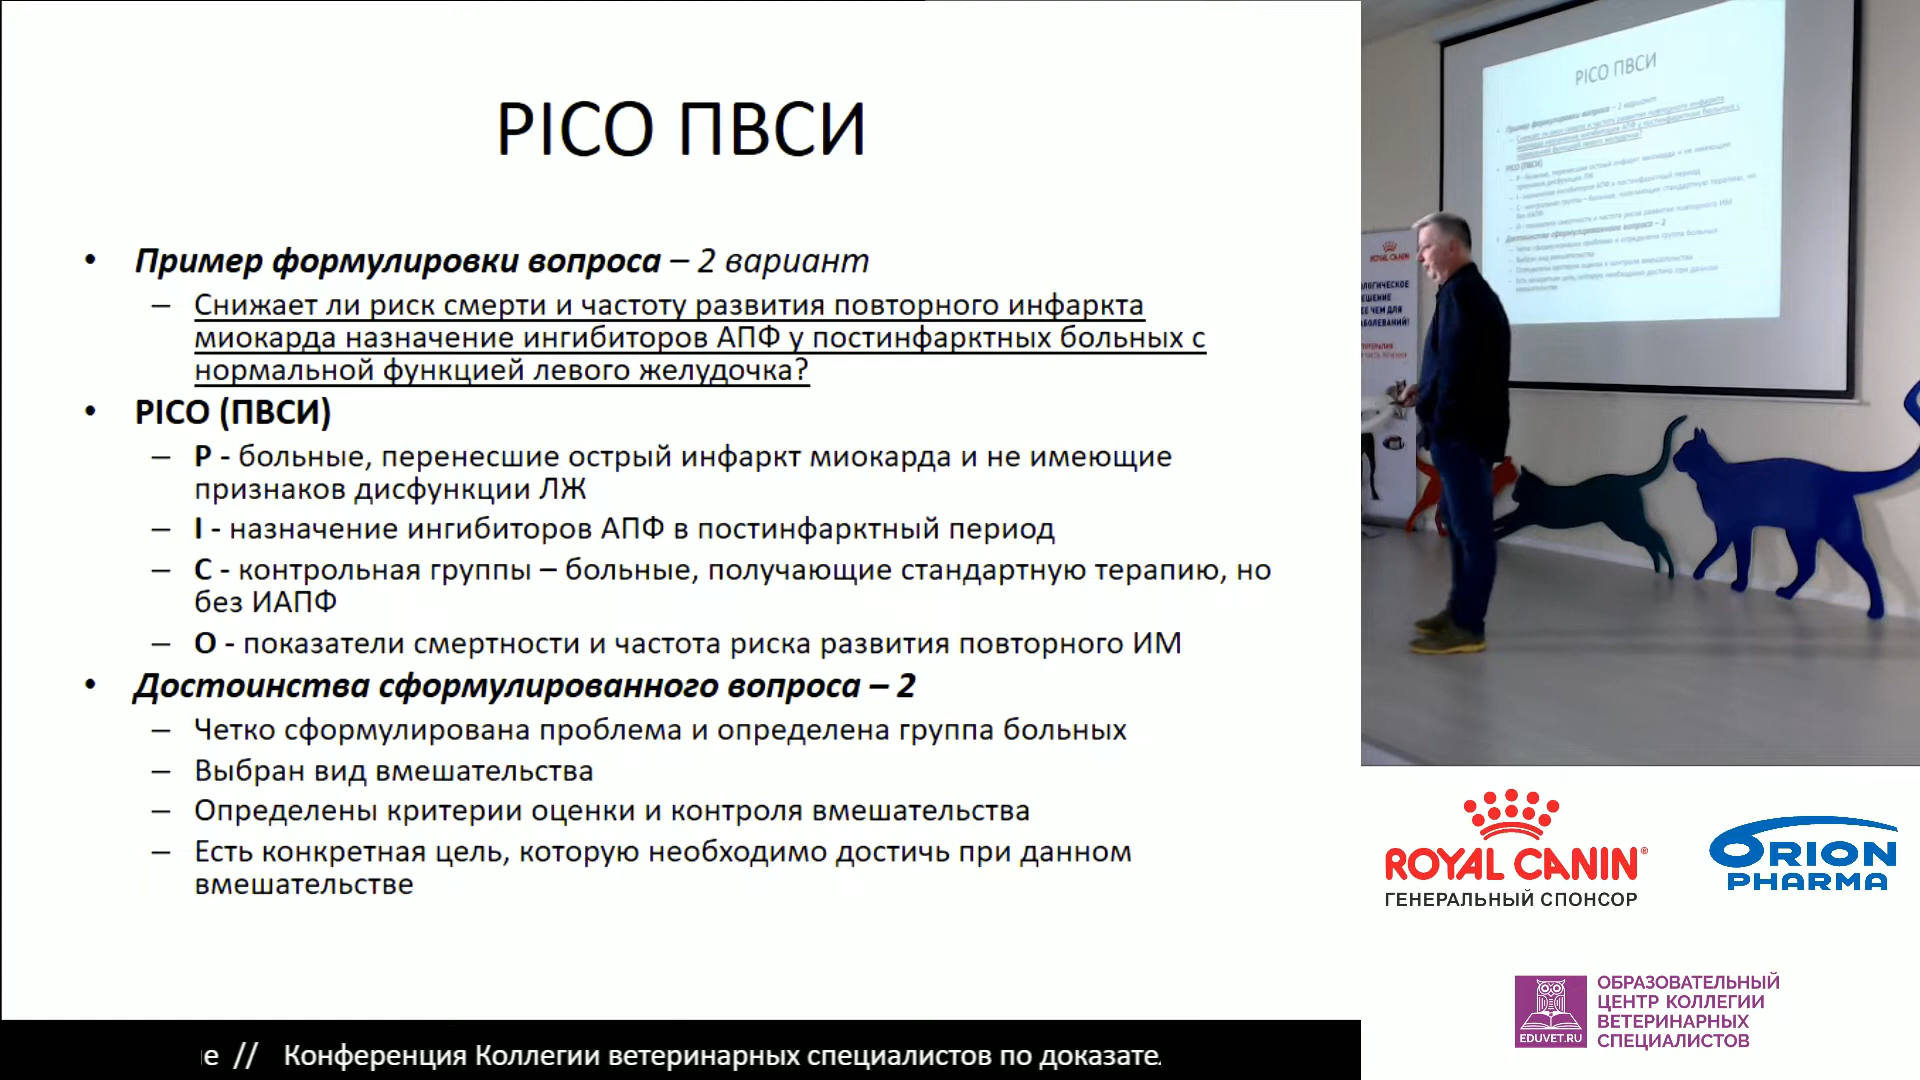 PICO ПВСИ
• Пример формулировки вопроса – 2 вариант
– Снижает ли риск смерти и частоту развития повторного инфаркта
миокарда назначение ингибиторов АПФ у постинфарктных больных с
нормальной функцией левого желудочка?
• PICO (ПВСИ)
– P - больные, перенесшие острый инфаркт миокарда и не имеющие
признаков дисфункции ЛЖ
– I - назначение ингибиторов АПФ в постинфарктный период
– C - контрольная группы – больные, получающие стандартную терапию, но
без ИАПФ
– O - показатели смертности и частота риска развития повторного ИМ
• Достоинства сформулированного вопроса – 2
– Четко сформулирована проблема и определена группа больных
– Выбран вид вмешательства
– Определены критерии оценки и контроля вмешательства
– Есть конкретная цель, которую необходимо достичь при данном
вмешательстве
е // Конференция Коллегии ветеринарных специалистов по доказате
PICO ПВСИ
ROYAL CANIN
ROYAL CANIN®
ГЕНЕРАЛЬНЫЙ СПОНСОР
ORION
PHARMA
EDUVET.RU
ОБРАЗОВАТЕЛЬНЫЙ
ЦЕНТР КОЛЛЕГИИ
ВЕТЕРИНАРНЫХ
СПЕЦИАЛИСТОВ